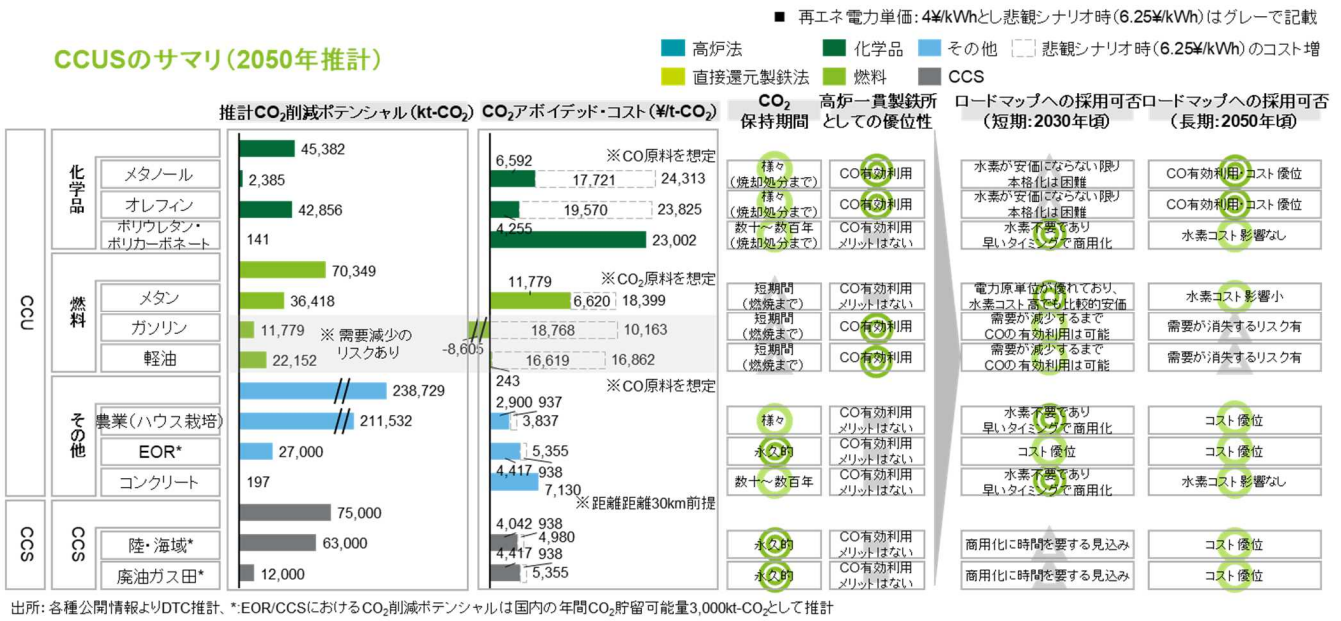 ■ 再エネ電力単価：4¥/kWhとし悲観シナリオ時（6.25¥/kWh）はグレーで記載
CCUSのサマリ（2050年推計）
高炉法
化学品
その他
悲観シナリオ時（6.25¥/kWh）のコスト増
直接還元製鉄法
燃料
CCS
推計CO₂削減ポテンシャル（kt-CO₂）
CO₂アボイデッド・コスト（¥/t-CO₂）
CO₂
保持期間
高炉一貫製鉄所
としての優位性
ロードマップへの採用可否
（短期：2030年頃）
ロードマップへの採用可否
（長期：2050年頃）
CCU
化学品
45,382
※CO原料を想定
メタノール
2,385
6,592
17,721
24,313
様々
（焼却処分まで）
CO有効利用
水素が安価にならない限り
本格化は困難
CO有効利用・コスト優位
オレフィン
42,856
4,255
19,570
23,825
様々
（焼却処分まで）
CO有効利用
水素が安価にならない限り
本格化は困難
CO有効利用・コスト優位
ポリウレタン・
ポリカーボネート
141
23,002
数十～数百年
（焼却処分まで）
CO有効利用
メリットはない
水素不要であり
早いタイミングで商用化
水素コスト影響なし
燃料
70,349
※CO₂原料を想定
メタン
36,418
11,779
6,620
18,399
短期間
（燃焼まで）
CO有効利用
メリットはない
電力原単位が優れており、
水素コスト高でも比較的安価
水素コスト影響小
ガソリン
11,779
※ 需要減少の
リスクあり
-8,605
18,768
10,163
短期間
（燃焼まで）
CO有効利用
需要が減少するまで
COの有効利用は可能
需要が消失するリスク有
軽油
22,152
243
16,619
16,862
短期間
（燃焼まで）
CO有効利用
需要が減少するまで
COの有効利用は可能
需要が消失するリスク有
その他
238,729
※CO原料を想定
農業（ハウス栽培）
211,532
2,900
937
3,837
様々
CO有効利用
メリットはない
水素不要であり
早いタイミングで商用化
コスト優位
EOR*
27,000
4,417
938
5,355
永久的
CO有効利用
メリットはない
コスト優位
コスト優位
コンクリート
197
7,130
数十～数百年
CO有効利用
メリットはない
水素不要であり
早いタイミングで商用化
水素コスト影響なし
CCS
CCS
75,000
※距離距離30km前提
陸・海域*
63,000
4,042
938
4,980
永久的
CO有効利用
メリットはない
商用化に時間を要する見込み
コスト優位
廃油ガス田*
12,000
4,417
938
5,355
永久的
CO有効利用
メリットはない
商用化に時間を要する見込み
コスト優位
出所：各種公開情報よりDTC推計、*:EOR/CCSにおけるCO₂削減ポテンシャルは国内の年間CO₂貯留可能量3,000kt-CO₂として推計